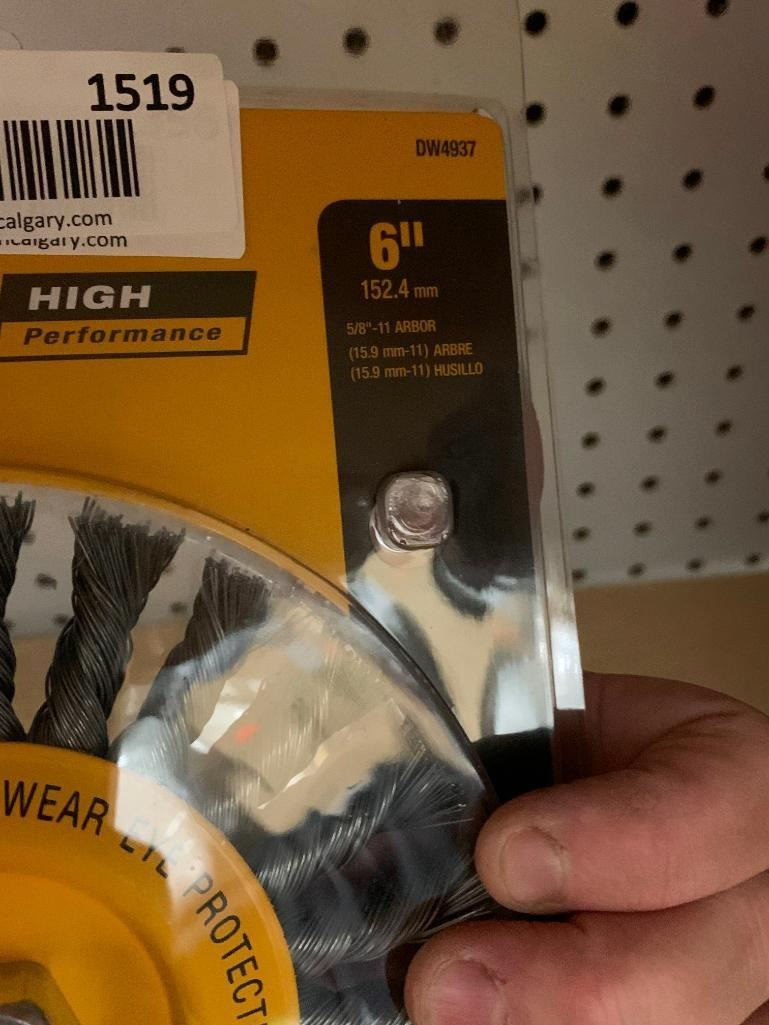 1519
calgary.com
calgary.com
DW4937
6"
152.4 mm
5/8"-11 ARBOR
(15.9 mm-11) ARBRE
(15.9 mm-11) HUSILLO
HIGH
Performance
WEAR EYE PROTECTI